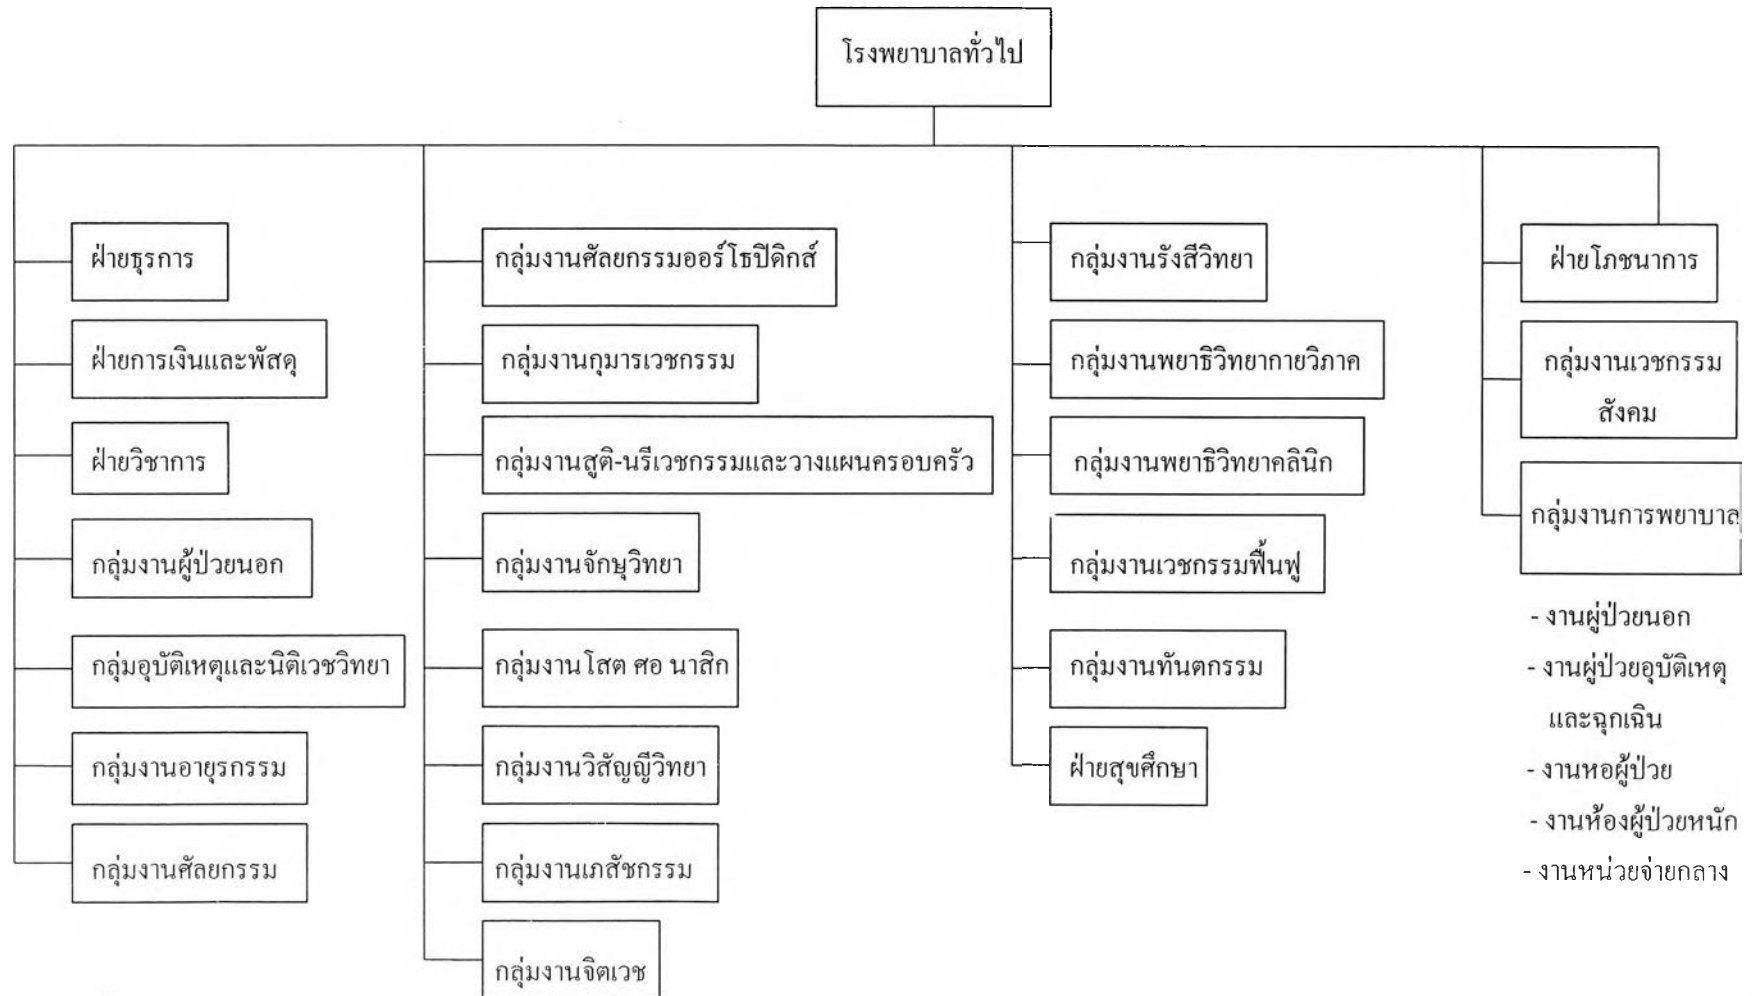 โรงพยาบาลทั่วไป
ฝ่ายธุรการ
ฝ่ายการเงินและพัสดุ
ฝ่ายวิชาการ
กลุ่มงานผู้ป่วยนอก
กลุ่มอุบัติเหตุและนิติเวชวิทยา
กลุ่มงานอายุรกรรม
กลุ่มงานศัลยกรรม
กลุ่มงานศัลยกรรมออร์โธปิดิกส์
กลุ่มงานกุมารเวชกรรม
กลุ่มงานสูติ-นรีเวชกรรมและวางแผนครอบครัว
กลุ่มงานจักษุวิทยา
กลุ่มงานโสต ศอ นาสิก
กลุ่มงานวิสัญญีวิทยา
กลุ่มงานเภสัชกรรม
กลุ่มงานจิตเวช
กลุ่มงานรังสีวิทยา
กลุ่มงานพยาธิวิทยากายวิภาค
กลุ่มงานพยาธิวิทยาคลินิก
กลุ่มงานเวชกรรมฟื้นฟู
กลุ่มงานทันตกรรม
ฝ่ายสุขศึกษา
ฝ่ายโภชนาการ
กลุ่มงานเวชกรรม
สังคม
กลุ่มงานการพยาบาล
- งานผู่ป่วยนอก
- งานผู่ป่วยอุบัติเหตุ
และฉุกเฉิน
- งานหอผู้ป่วย
- งานห้องผู้ป่วยหนัก
- งานหน่วยจ่ายกลาง